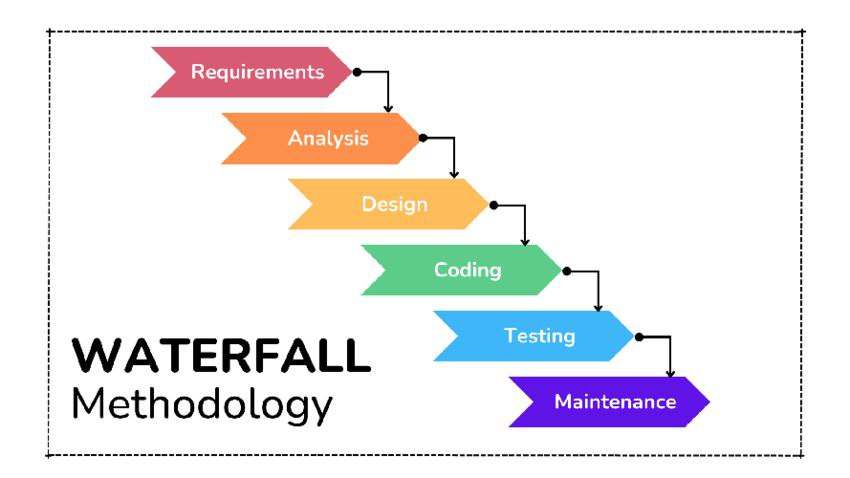 Requirements
Analysis
Design
Coding
Testing
Maintenance
WATERFALL
Methodology